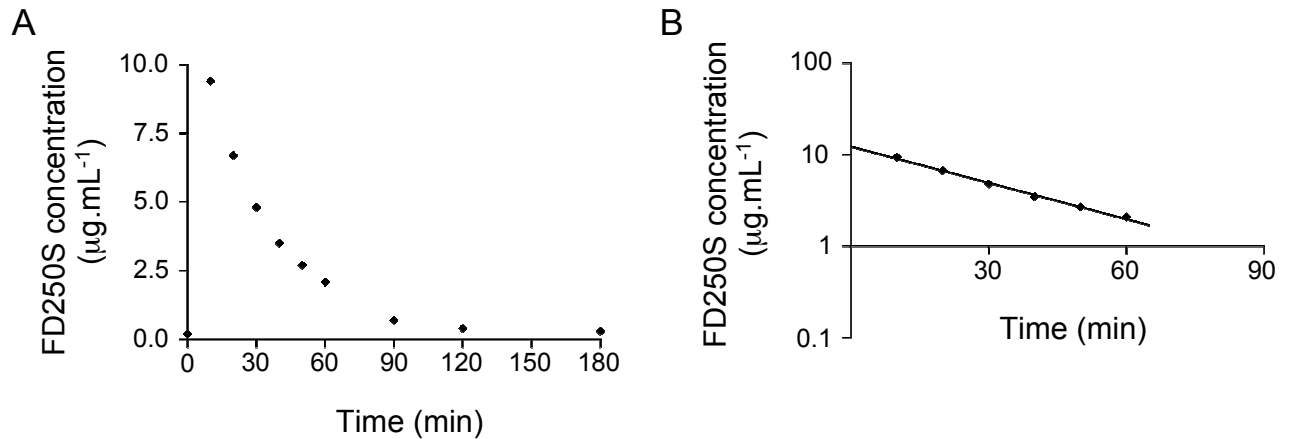 A
FD250S concentration
(μg.mL-1)
10.0
7.5
5.0
2.5
0.0
0 30 60 90 120 150 180
Time (min)
B
FD250S concentration
(μg.mL-1)
100
10
1
0.1
30 60 90
Time (min)